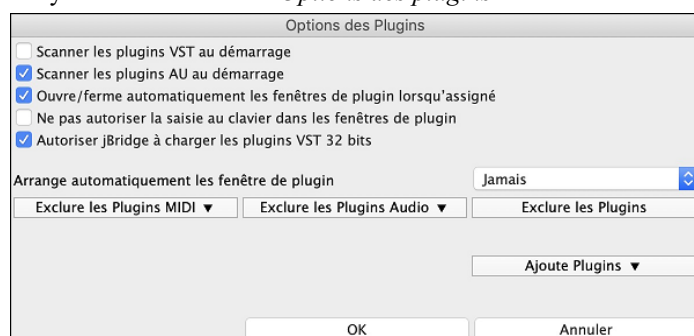 Options des Plugins
Scanner les plugins VST au démarrage
Scanner les plugins AU au démarrage
Ouvre/ferme automatiquement les fenêtres de plugin lorsqu'assigné
Ne pas autoriser la saisie au clavier dans les fenêtres de plugin
Autoriser jBridge à charger les plugins VST 32 bits
Arrange automatiquement les fenêtre de plugin Jamais
Exclure les Plugins MIDI ▼ Exclure les Plugins Audio ▼ Exclure les Plugins
Ajoute Plugins ▼
OK Annuler